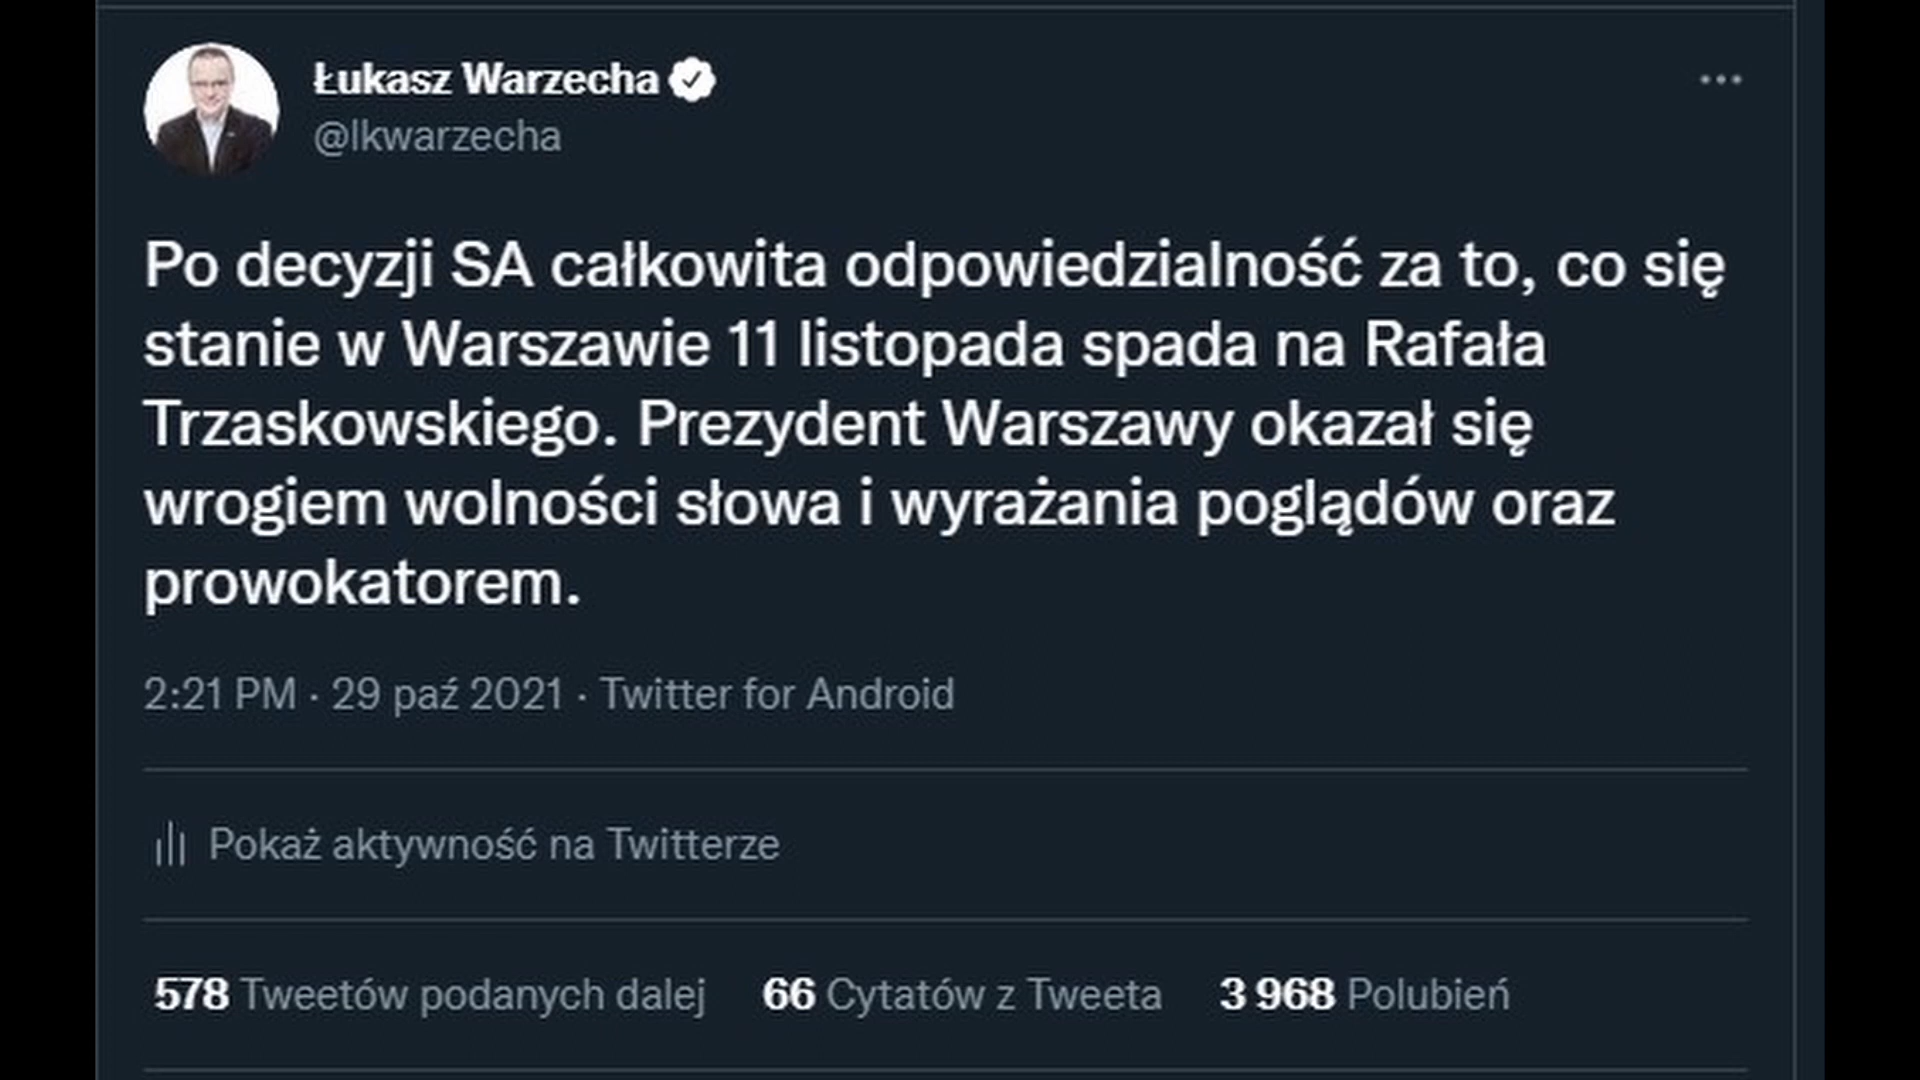 Łukasz Warzecha
@lkwarzecha
Po decyzji SA całkowita odpowiedzialność za to, co się
stanie w Warszawie 11 listopada spada na Rafała
Trzaskowskiego. Prezydent Warszawy okazał się
wrogiem wolności słowa i wyrażania poglądów oraz
prowokatorem.
2:21 PM · 29 paź 2021 · Twitter for Android
Pokaż aktywność na Twitterze
578 Tweetów podanych dalej 66 Cytatów z Tweeta 3 968 Polubień